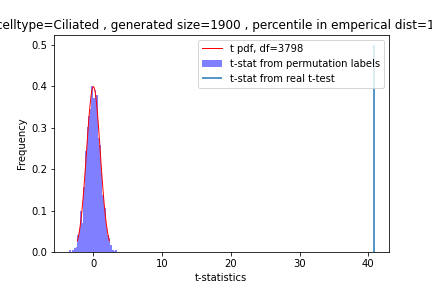 celltype=Ciliated , generated size=1900 , percentile in emperical dist=1
t pdf, df=3798
t-stat from permutation labels
t-stat from real t-test
0.5
0.4
0.3
0.2
0.1
0.0
Frequency
0
10
20
30
40
t-statistics